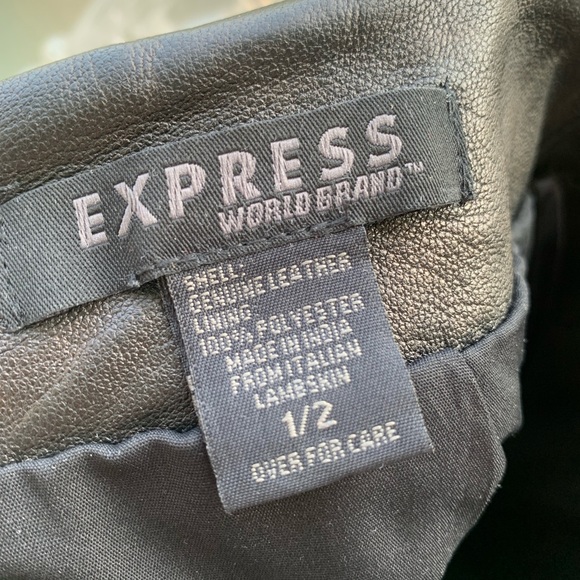 EXPRESS
WORLD BRAND™
SHELL:
GENUINE LEATHER
LINING
100% POLYESTER
MADE IN INDIA
FROM ITALIAN
LAMBSKIN
1/2
OVER FOR CARE